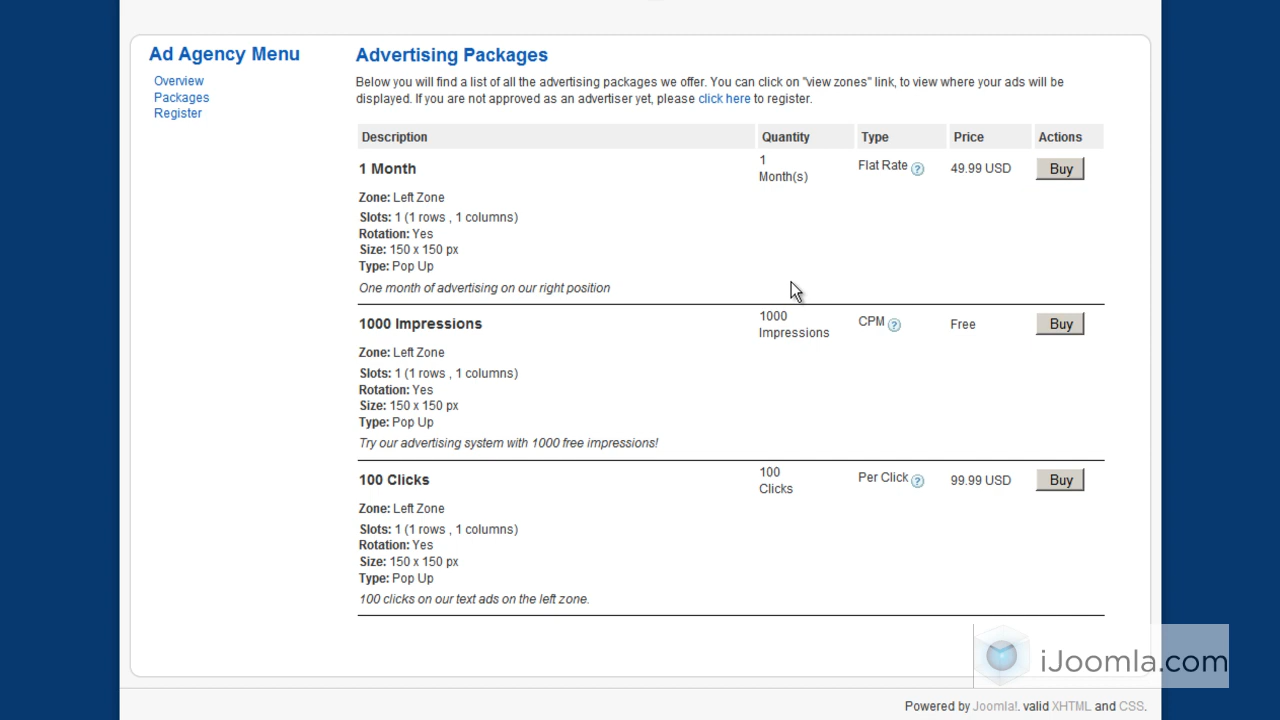 Ad Agency Menu
Overview
Packages
Register
Advertising Packages
Below you will find a list of all the advertising packages we offer. You can click on "view zones" link, to view where your ads will be
displayed. If you are not approved as an advertiser yet, please click here to register.
Description Quantity Type Price Actions
1 Month 1 Month(s) Flat Rate ? 49.99 USD Buy
Zone: Left Zone
Slots: 1 (1 rows , 1 columns)
Rotation: Yes
Size: 150 x 150 px
Type: Pop Up
One month of advertising on our right position
1000 Impressions 1000 Impressions CPM ? Free Buy
Zone: Left Zone
Slots: 1 (1 rows , 1 columns)
Rotation: Yes
Size: 150 x 150 px
Type: Pop Up
Try our advertising system with 1000 free impressions!
100 Clicks 100 Clicks Per Click ? 99.99 USD Buy
Zone: Left Zone
Slots: 1 (1 rows , 1 columns)
Rotation: Yes
Size: 150 x 150 px
Type: Pop Up
100 clicks on our text ads on the left zone.
iJoomla.com
Powered by Joomla!. valid XHTML and CSS.